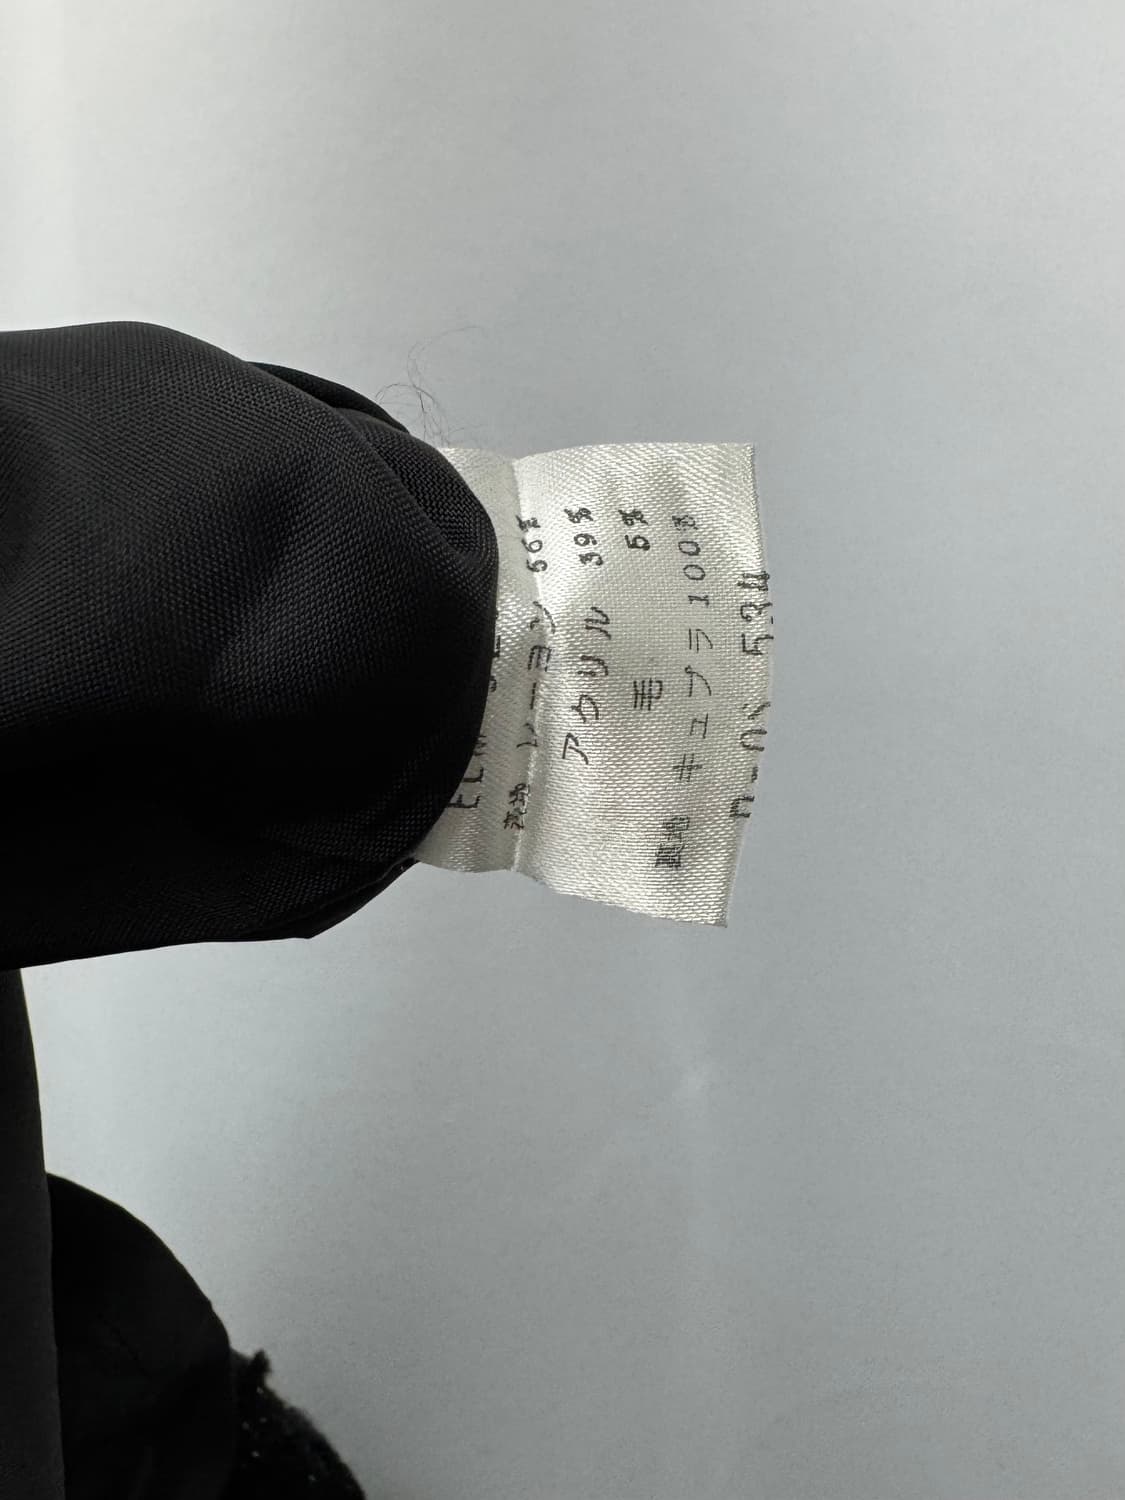 表地 レーヨン 56%
アクリル 39%
毛 5%
裏地 キュプラ 100%